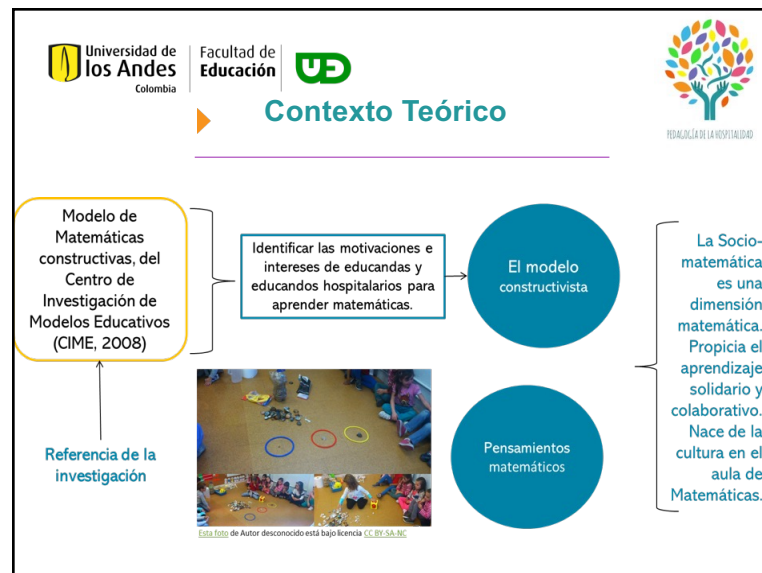 Universidad de
los Andes
Colombia
Facultad de
Educación
Contexto Teórico
PEDAGOGÍA DE LA HOSPITALIDAD
Modelo de
Matemáticas
constructivas, del
Centro de
Investigación de
Modelos Educativos
(CIME, 2008)
Identificar las motivaciones e
intereses de educandas y
educandos hospitalarios para
aprender matemáticas.
El modelo
constructivista
La Socio-
matemática
es una
dimensión
matemática.
Propicia el
aprendizaje
solidario y
colaborativo.
Nace de la
cultura en el
aula de
Matemáticas.
Referencia de la
investigación
Pensamientos
matemáticos
Esta foto de Autor desconocido está bajo licencia CC BY-SA-NC